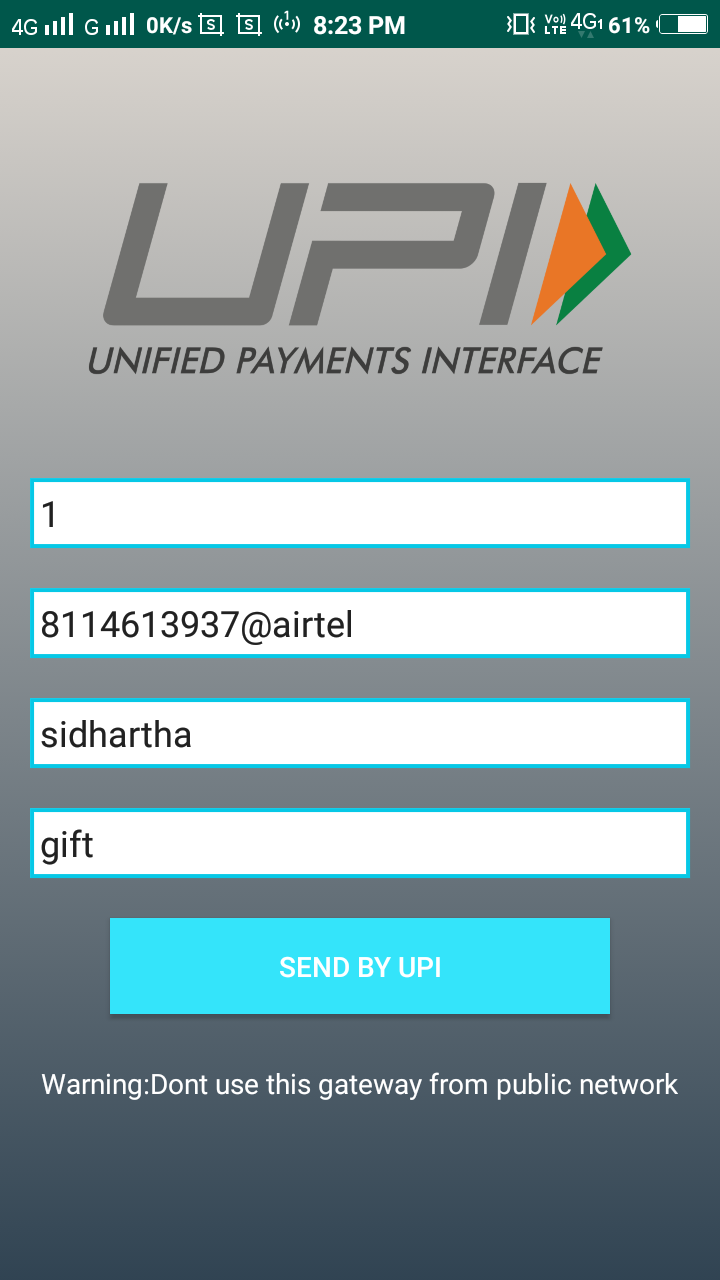 4G G 0K/s S S 1 8:23 PM Vo)) LTE 4G1 61%
UPI
UNIFIED PAYMENTS INTERFACE
1
8114613937@airtel
sidhartha
gift
SEND BY UPI
Warning:Dont use this gateway from public network